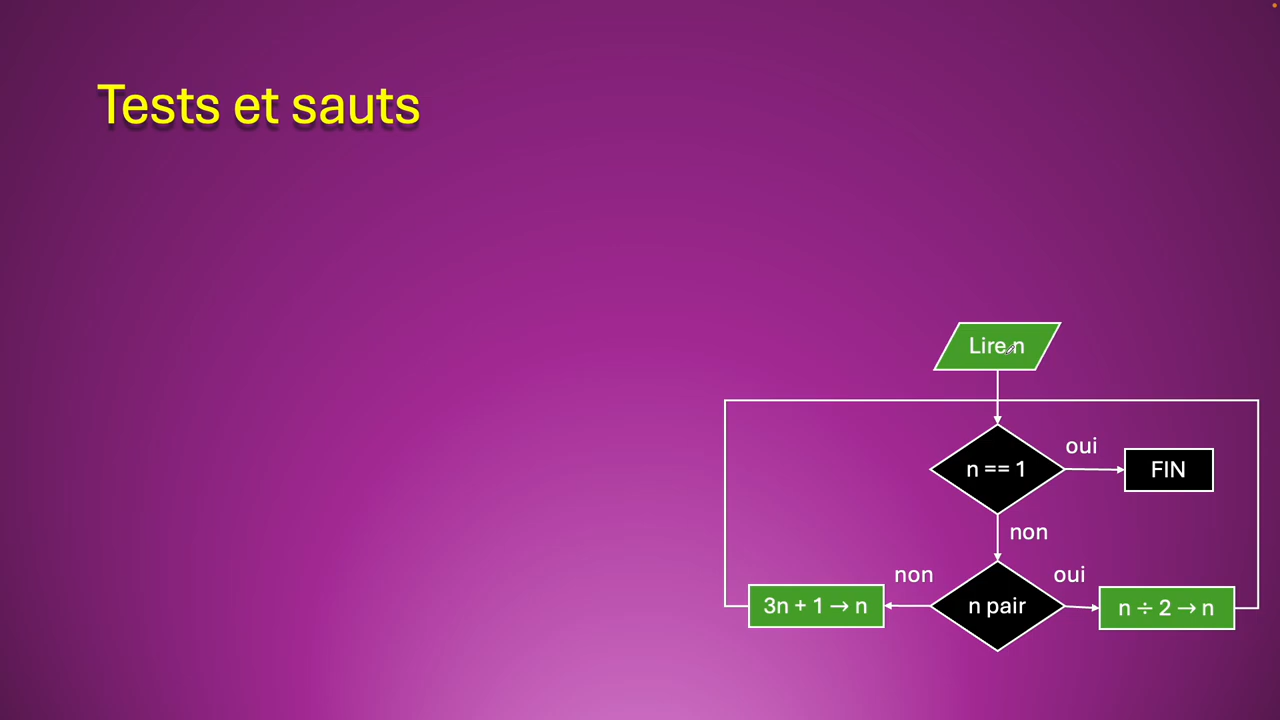 Tests et sauts
Lire n
n == 1
oui
FIN
non
non
oui
3n + 1 → n
n pair
n ÷ 2 → n